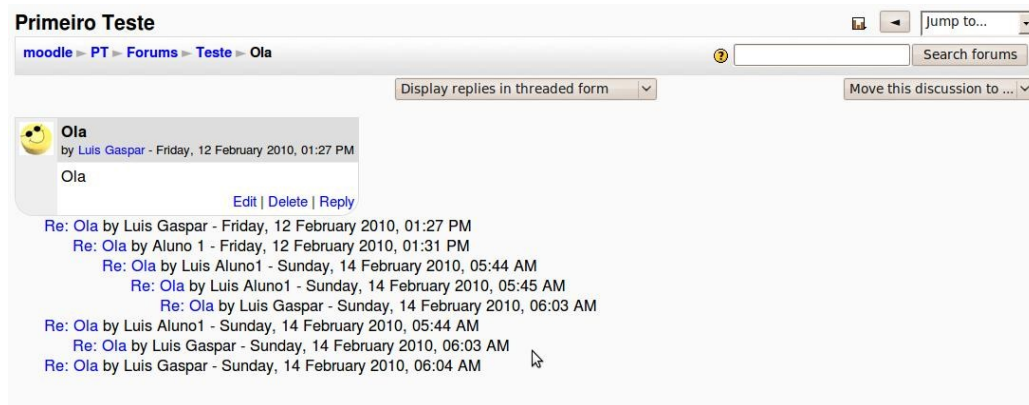 Primeiro Teste
Jump to...
moodle ► PT ► Forums ► Teste ► Ola
Search forums
Display replies in threaded form
Move this discussion to ...
Ola
by Luis Gaspar - Friday, 12 February 2010, 01:27 PM
Ola
Edit | Delete | Reply
Re: Ola by Luis Gaspar - Friday, 12 February 2010, 01:27 PM
Re: Ola by Aluno 1 - Friday, 12 February 2010, 01:31 PM
Re: Ola by Luis Aluno1 - Sunday, 14 February 2010, 05:44 AM
Re: Ola by Luis Aluno1 - Sunday, 14 February 2010, 05:45 AM
Re: Ola by Luis Gaspar - Sunday, 14 February 2010, 06:03 AM
Re: Ola by Luis Aluno1 - Sunday, 14 February 2010, 05:44 AM
Re: Ola by Luis Gaspar - Sunday, 14 February 2010, 06:03 AM
Re: Ola by Luis Gaspar - Sunday, 14 February 2010, 06:04 AM